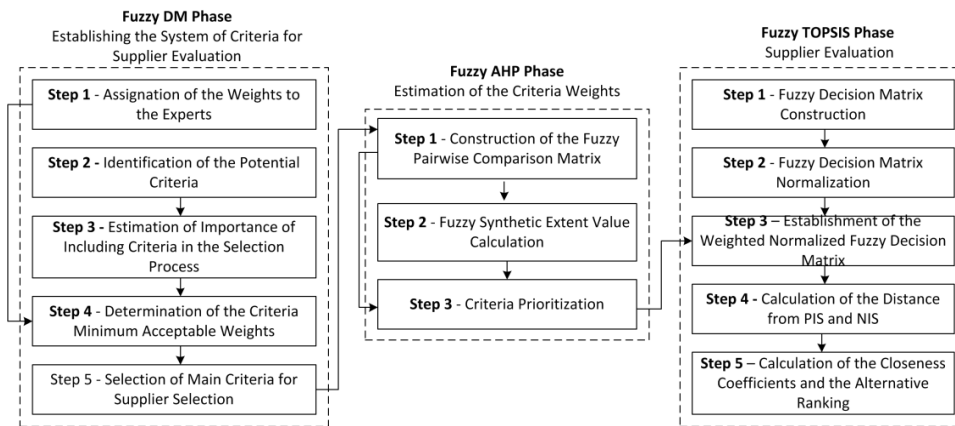 Fuzzy DM Phase
Establishing the System of Criteria for
Supplier Evaluation
Step 1 - Assignation of the Weights to
the Experts
Step 2 - Identification of the Potential
Criteria
Step 3 - Estimation of Importance of
Including Criteria in the Selection
Process
Step 4 - Determination of the Criteria
Minimum Acceptable Weights
Step 5 - Selection of Main Criteria for
Supplier Selection
Fuzzy AHP Phase
Estimation of the Criteria Weights
Step 1 - Construction of the Fuzzy
Pairwise Comparison Matrix
Step 2 - Fuzzy Synthetic Extent Value
Calculation
Step 3 - Criteria Prioritization
Fuzzy TOPSIS Phase
Supplier Evaluation
Step 1 - Fuzzy Decision Matrix
Construction
Step 2 - Fuzzy Decision Matrix
Normalization
Step 3 – Establishment of the
Weighted Normalized Fuzzy Decision
Matrix
Step 4 - Calculation of the Distance
from PIS and NIS
Step 5 – Calculation of the Closeness
Coefficients and the Alternative
Ranking